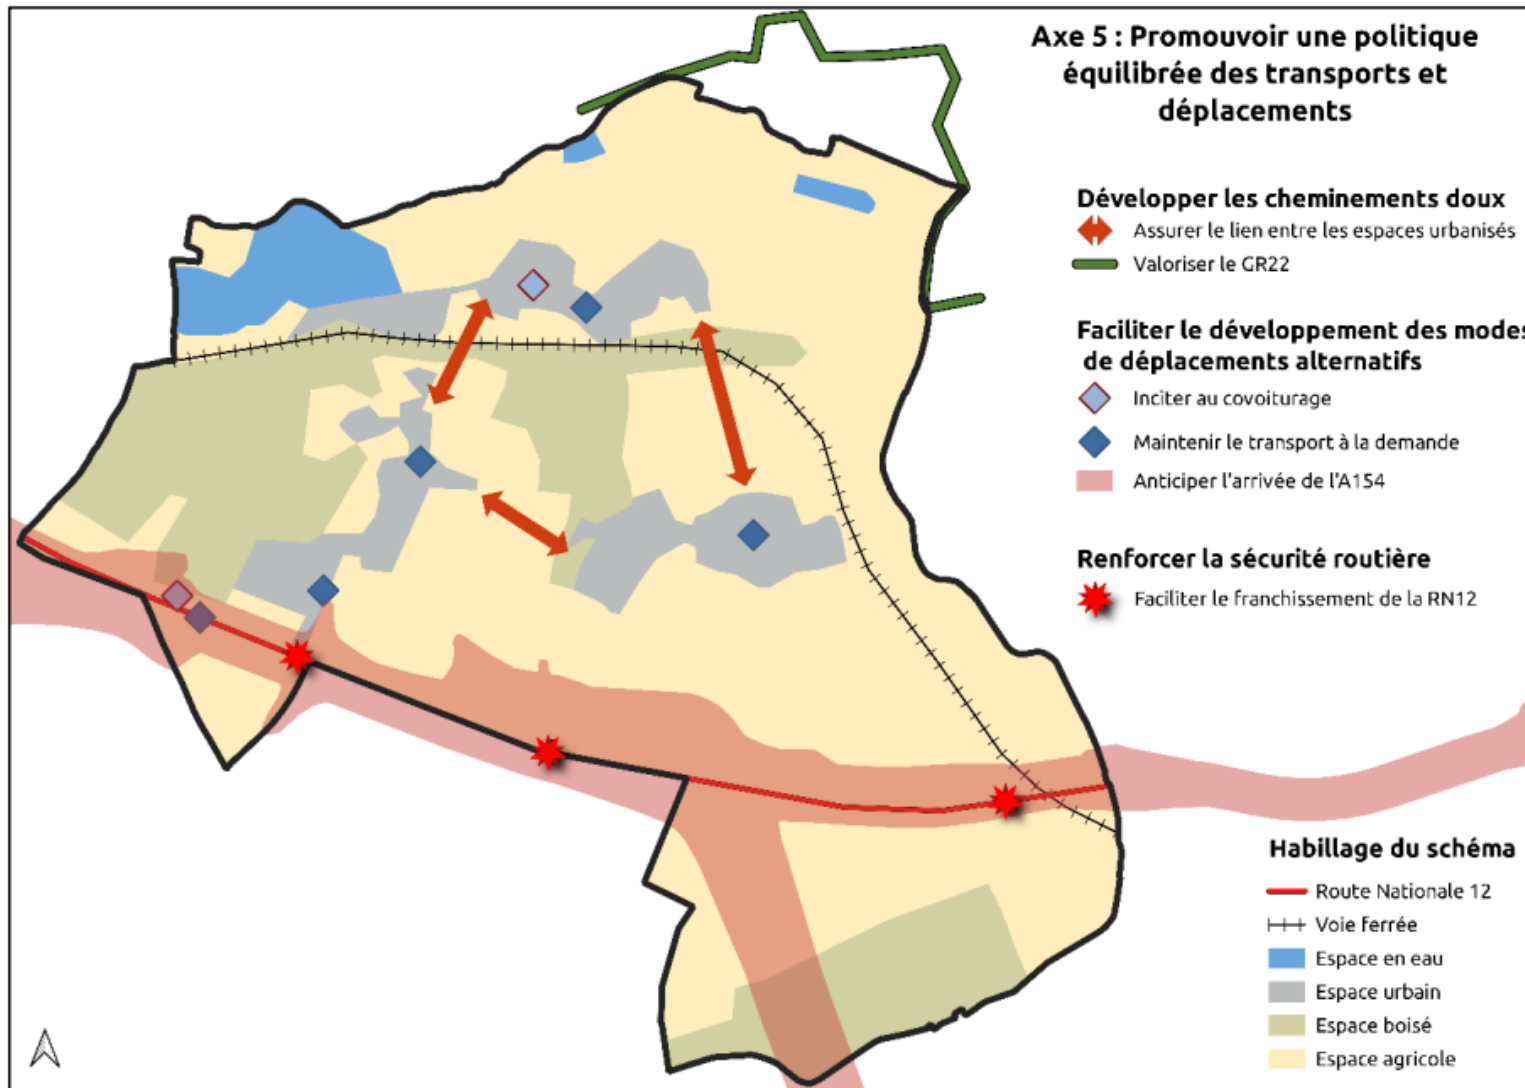 Axe 5 : Promouvoir une politique
équilibrée des transports et
déplacements
Développer les cheminements doux
Assurer le lien entre les espaces urbanisés
Valoriser le GR22
Faciliter le développement des modes
de déplacements alternatifs
Inciter au covoiturage
Maintenir le transport à la demande
Anticiper l'arrivée de l'A154
Renforcer la sécurité routière
Faciliter le franchissement de la RN12
Habillage du schéma
Route Nationale 12
Voie ferrée
Espace en eau
Espace urbain
Espace boisé
Espace agricole